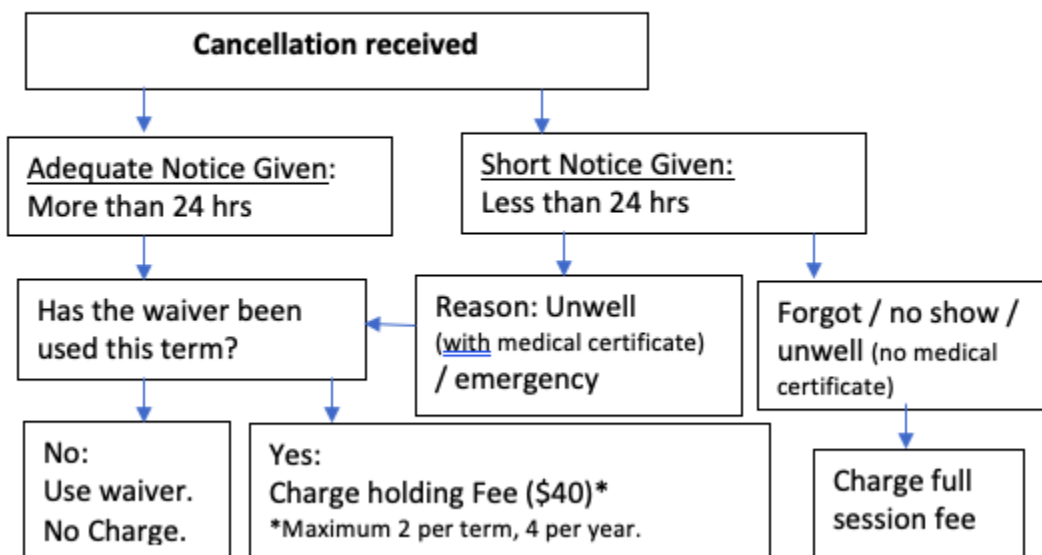 Cancellation received
Adequate Notice Given:
More than 24 hrs
Short Notice Given:
Less than 24 hrs
Has the waiver been
used this term?
Reason: Unwell
(with medical certificate)
/ emergency
Forgot / no show /
unwell (no medical
certificate)
No:
Use waiver.
No Charge.
Yes:
Charge holding Fee ($40)*
*Maximum 2 per term, 4 per year.
Charge full
session fee